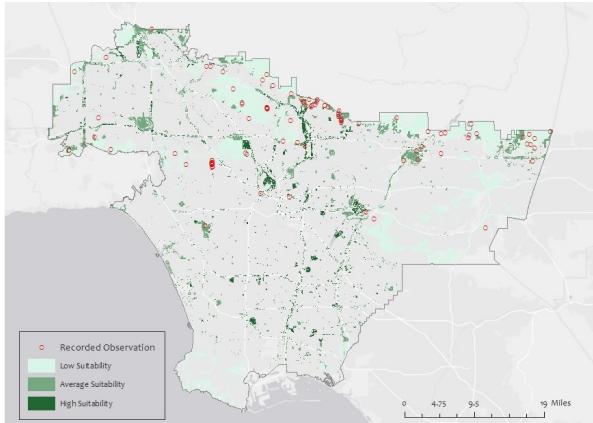 Recorded Observation
Low Suitability
Average Suitability
High Suitability
0 4.75 9.5 19 Miles